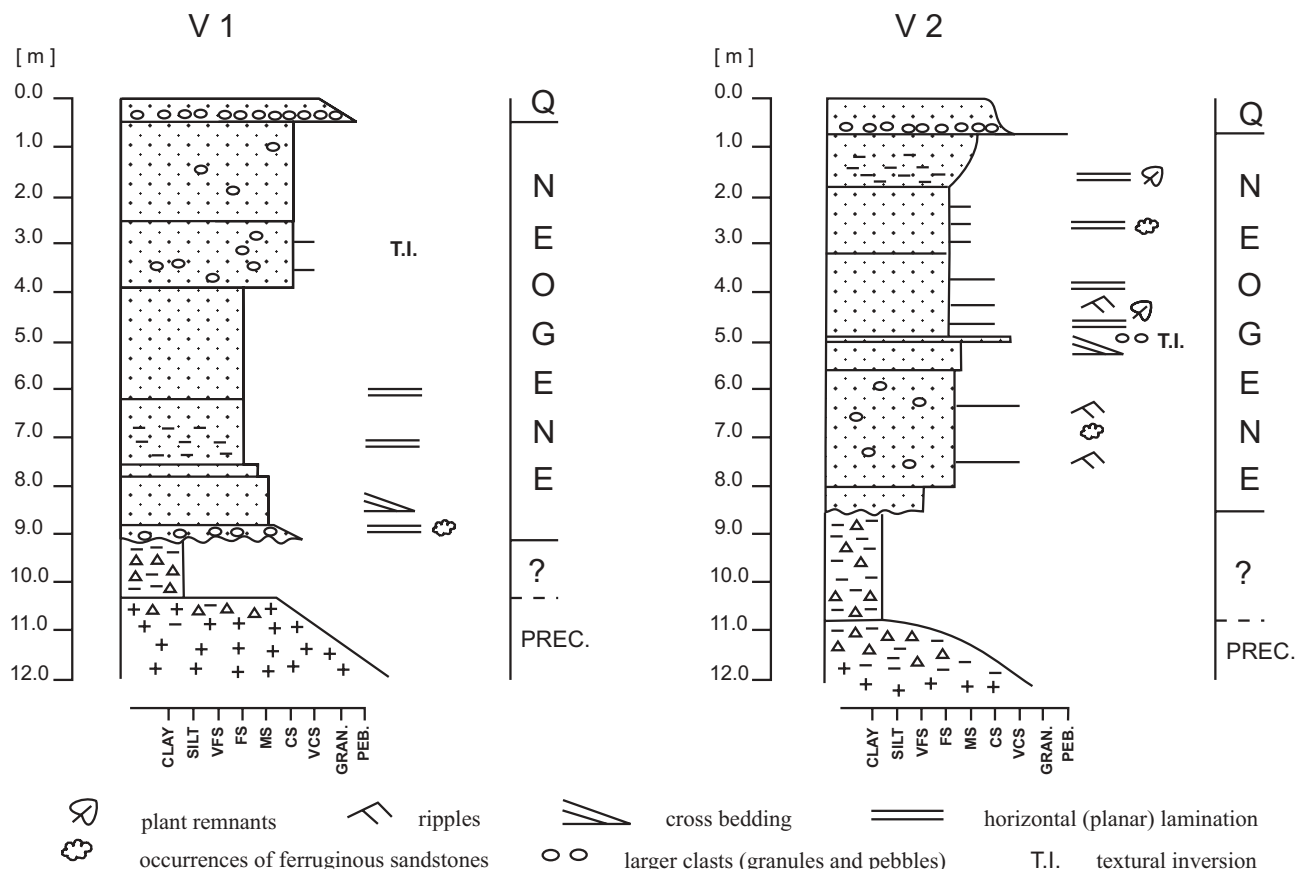 V 1
[ m ]
0.0
1.0
2.0
3.0
4.0
5.0
6.0
7.0
8.0
9.0
10.0
11.0
12.0
T.I.
Q
N
E
O
G
E
N
E
?
PREC.
CLAY
SILT
VFS
FS
MS
CS
VCS
GRAN.
PEB.
V 2
[ m ]
0.0
1.0
2.0
3.0
4.0
5.0
6.0
7.0
8.0
9.0
10.0
11.0
12.0
T.I.
Q
N
E
O
G
E
N
E
?
PREC.
CLAY
SILT
VFS
FS
MS
CS
VCS
GRAN.
PEB.
plant remnants ripples cross bedding horizontal (planar) lamination
occurrences of ferruginous sandstones larger clasts (granules and pebbles) T.I. textural inversion